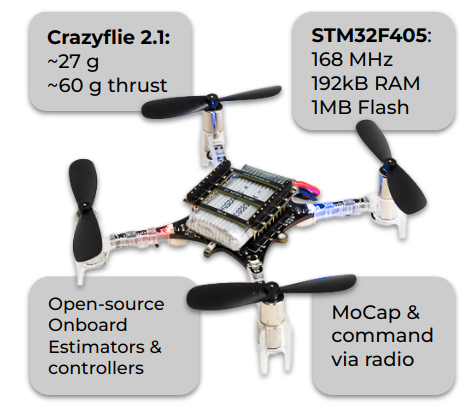 Crazyflie 2.1:
~27 g
~60 g thrust
STM32F405:
168 MHz
192kB RAM
1MB Flash
Open-source
Onboard
Estimators &
controllers
MoCap &
command
via radio